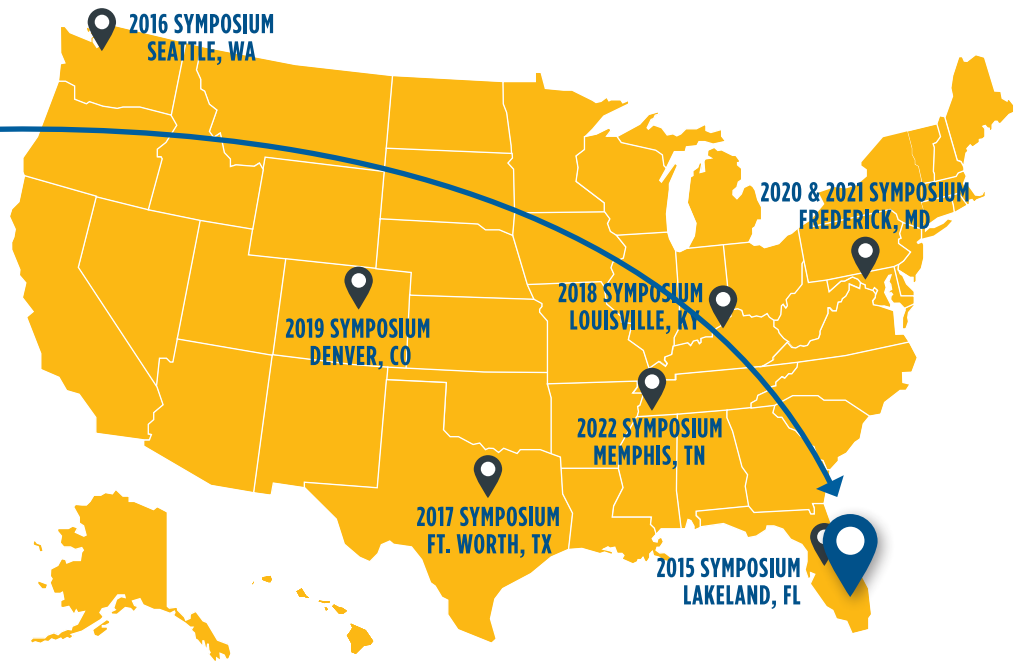 2016 SYMPOSIUM
SEATTLE, WA
2020 & 2021 SYMPOSIUM
FREDERICK, MD
2018 SYMPOSIUM
LOUISVILLE, KY
2019 SYMPOSIUM
DENVER, CO
2022 SYMPOSIUM
MEMPHIS, TN
2017 SYMPOSIUM
FT. WORTH, TX
2015 SYMPOSIUM
LAKELAND, FL